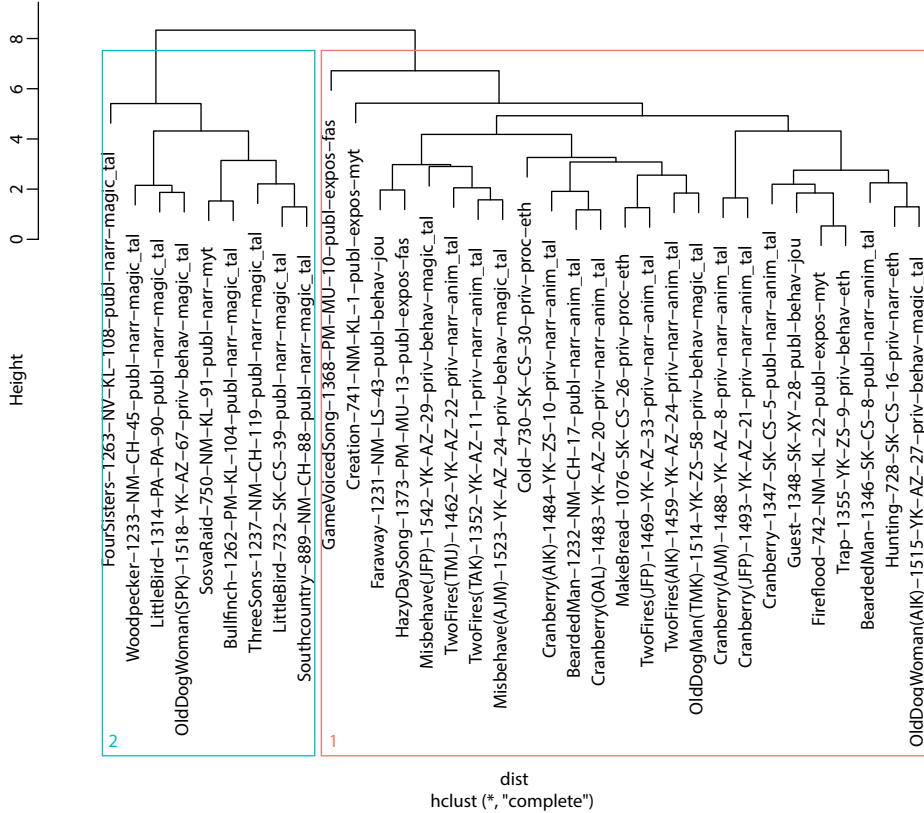 8
6
4
2
0
Height
FourSisters−1263−NV−KL−108−publ−narr−magic_tal
Woodpecker−1233−NM−CH−45−publ−narr−magic_tal
LittleBird−1314−PA−PA−90−publ−narr−magic_tal
OldDogWoman(SPK)−1518−YK−AZ−67−priv−behav−magic_tal
SosvaRaid−750−NM−KL−91−publ−narr−myt
Bullfinch−1262−PM−KL−104−publ−narr−magic_tal
ThreeSons−1237−NM−CH−119−publ−narr−magic_tal
LittleBird−732−SK−CS−39−publ−narr−magic_tal
Southcountry−889−NM−CH−88−publ−narr−magic_tal
GameVoicedSong−1368−PM−MU−10−publ−expos−fas
Creation−741−NM−KL−1−publ−expos−myt
Faraway−1231−NM−LS−43−publ−behav−jou
HazyDaySong−1373−PM−MU−13−publ−expos−fas
Misbehave(JFP)−1542−YK−AZ−29−priv−behav−magic_tal
TwoFires(TMJ)−1462−YK−AZ−22−priv−narr−anim_tal
TwoFires(TAK)−1352−YK−AZ−11−priv−narr−anim_tal
Misbehave(AJM)−1523−YK−AZ−24−priv−behav−magic_tal
Cold−730−SK−CS−30−priv−proc−eth
Cranberry(AIK)−1484−YK−ZS−10−priv−narr−anim_tal
BeardedMan−1232−NM−CH−17−publ−narr−anim_tal
Cranberry(OAL)−1483−YK−AZ−20−priv−narr−anim_tal
MakeBread−1076−SK−CS−26−priv−proc−eth
TwoFires(JFP)−1469−YK−AZ−33−priv−narr−anim_tal
TwoFires(AIK)−1459−YK−AZ−24−priv−narr−anim_tal
OldDogMan(TMK)−1514−YK−ZS−58−priv−behav−magic_tal
Cranberry(AJM)−1488−YK−AZ−8−priv−narr−anim_tal
Cranberry(JFP)−1493−YK−AZ−21−priv−narr−anim_tal
Cranberry−1347−SK−CS−5−publ−narr−anim_tal
Guest−1348−SK−XY−28−publ−behav−jou
Fireflood−742−NM−KL−22−publ−expos−myt
Trap−1355−YK−ZS−9−priv−behav−eth
BeardedMan−1346−SK−CS−8−publ−narr−anim_tal
Hunting−728−SK−CS−16−priv−narr−eth
OldDogWoman(AIK)−1515−YK−AZ−27−priv−behav−magic_tal
2
1
dist
hclust (*, "complete")